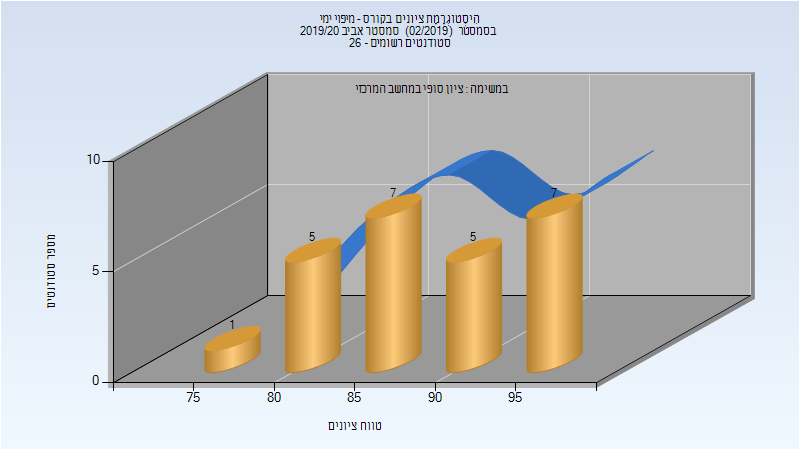 היסטוגרמת ציונים בקורס - מיפוי ימי
בסמסטר (02/2019) סמסטר אביב 2019/20
סטודנטים רשומים - 26
במשימה : ציון סופי במחשב המרכזי
10
5
0
מספר סטודנטים
1
5
7
5
7
75
80
85
90
95
טווח ציונים